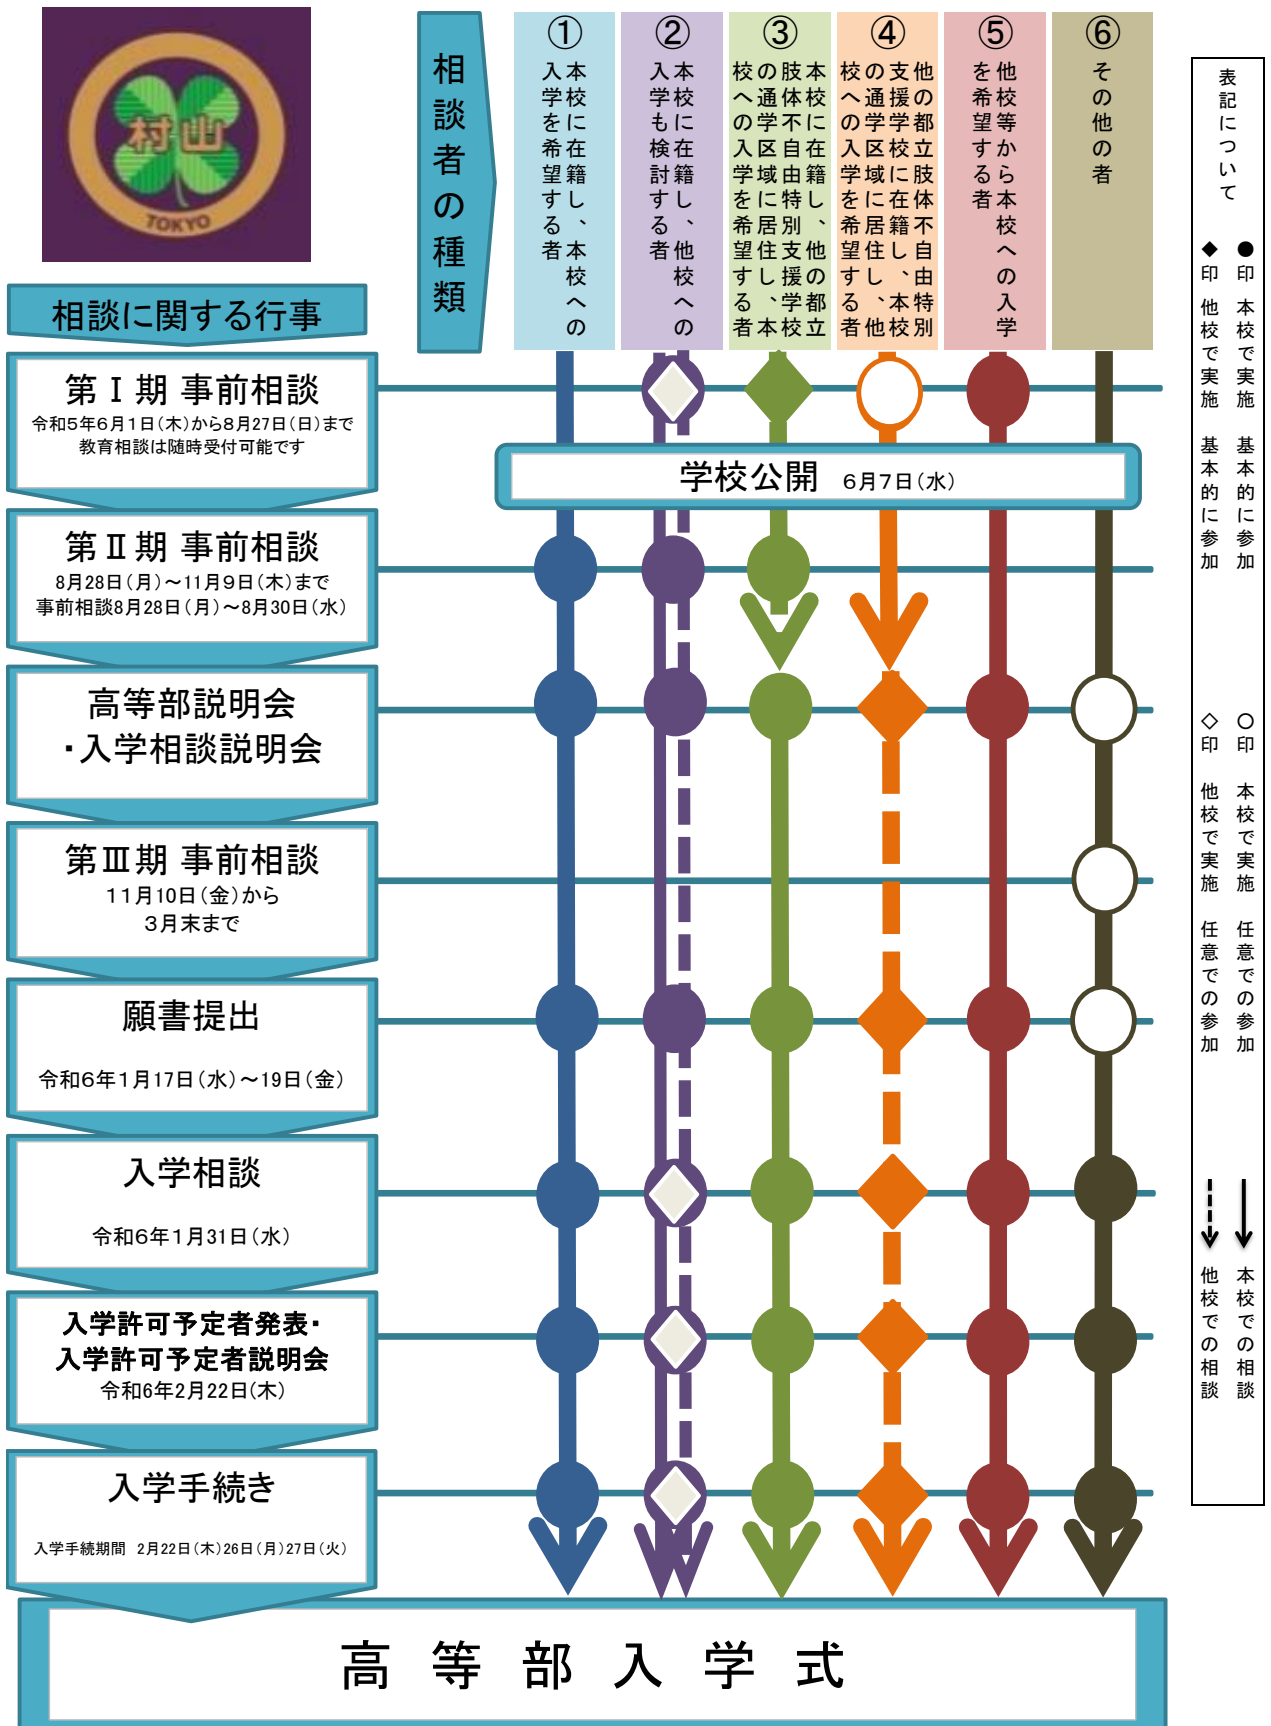 村山
TOKYO
相談者の種類
①
本校に在籍し、本校への
入学を希望する者
②
本校に在籍し、他校への
入学も検討する者
③
本校に在籍し、他の都立
肢体不自由特別支援学校
の通学区域に居住し、本
校への入学を希望する者
④
他の都立肢体不自由特別
支援学校に在籍し、本校
の通学区域に居住し、他
校への入学を希望する者
⑤
他校等から本校への入学
を希望する者
⑥
その他の者
表記について
●印 本校で実施 基本的に参加
◆印 他校で実施 基本的に参加
○印 本校で実施 任意での参加
◇印 他校で実施 任意での参加
本校での相談
他校での相談
相談に関する行事
第Ⅰ期 事前相談
令和5年6月1日(木)から8月27日(日)まで
教育相談は随時受付可能です
学校公開 6月7日(水)
第Ⅱ期 事前相談
8月28日(月)～11月9日(木)まで
事前相談8月28日(月)～8月30日(水)
高等部説明会
・入学相談説明会
第Ⅲ期 事前相談
11月10日(金)から
3月末まで
願書提出
令和6年1月17日(水)～19日(金)
入学相談
令和6年1月31日(水)
入学許可予定者発表・
入学許可予定者説明会
令和6年2月22日(木)
入学手続き
入学手続期間 2月22日(木)26日(月)27日(火)
高等部入学式